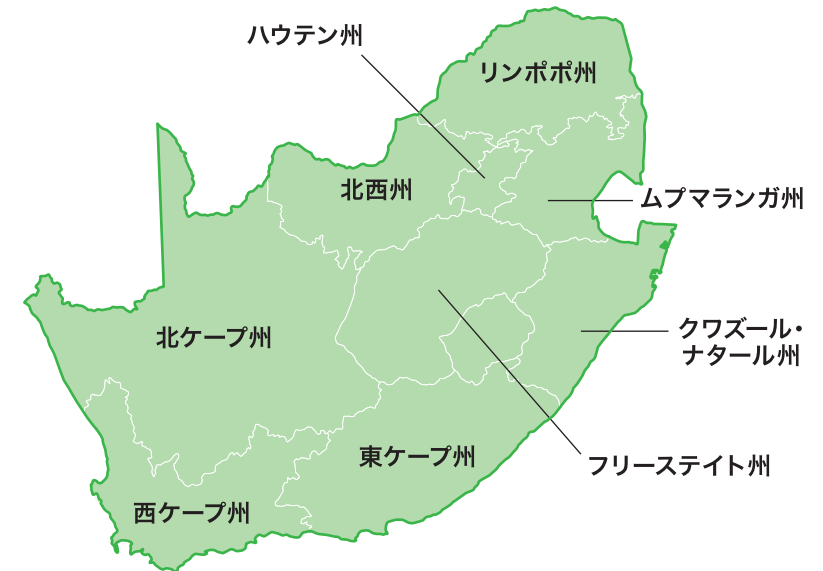 ハウテン州
リンポポ州
北西州
ムプマランガ州
北ケープ州
クワズール・
ナタール州
東ケープ州
フリーステイト州
西ケープ州